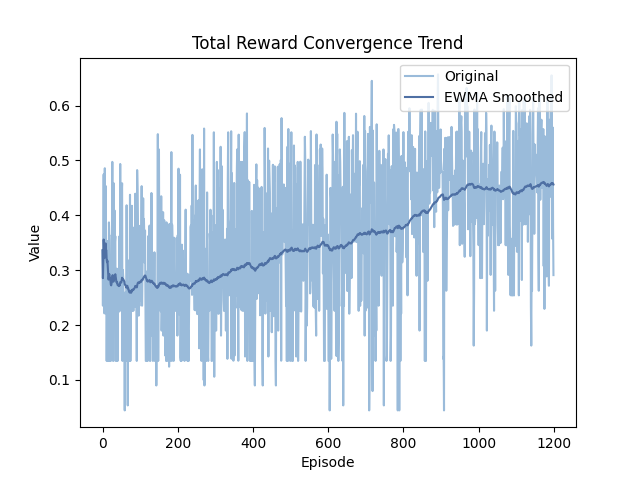 Total Reward Convergence Trend
Original
EWMA Smoothed
Value
0.6
0.5
0.4
0.3
0.2
0.1
0 200 400 600 800 1000 1200
Episode